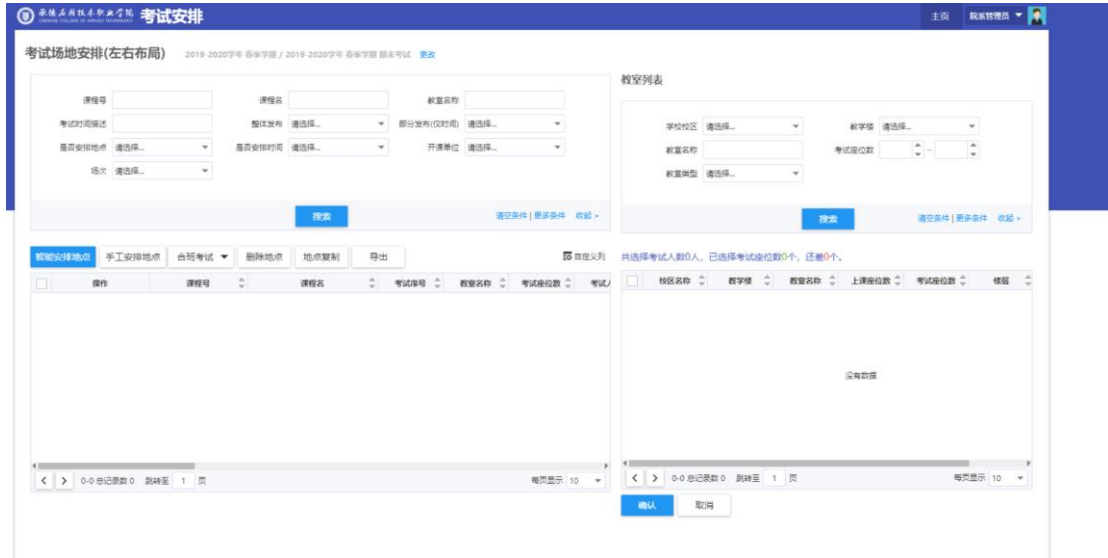 承德应用技术职业学院 考试安排 主页 院系管理员
考试场地安排(左右布局) 2019-2020学年 春季学期 / 2019-2020学年 春季学期 期末考试 更改
课程号 课程名 教室名称
考试时间描述 整体发布 请选择... 部分发布(仅时间) 请选择...
是否安排地点 请选择... 是否安排时间 请选择... 开课单位 请选择...
场次 请选择...
搜索 清空条件 | 更多条件 收起
智能安排地点 手工安排地点 合班考试 删除地点 地点复制 导出 自定义列
操作 课程号 课程名 考试序号 教室名称 考试座位数 考试人
0-0 总记录数 0 跳转至 1 页 每页显示 10
教室列表
学校校区 请选择... 教学楼 请选择...
教室名称 考试座位数 –
教室类型 请选择...
搜索 清空条件 | 更多条件 收起
共选择考试人数0人，已选择考试座位数0个，还差0个。
校区名称 教学楼 教室名称 上课座位数 考试座位数 楼层
没有数据
0-0 总记录数 0 跳转至 1 页 每页显示 10
确认 取消